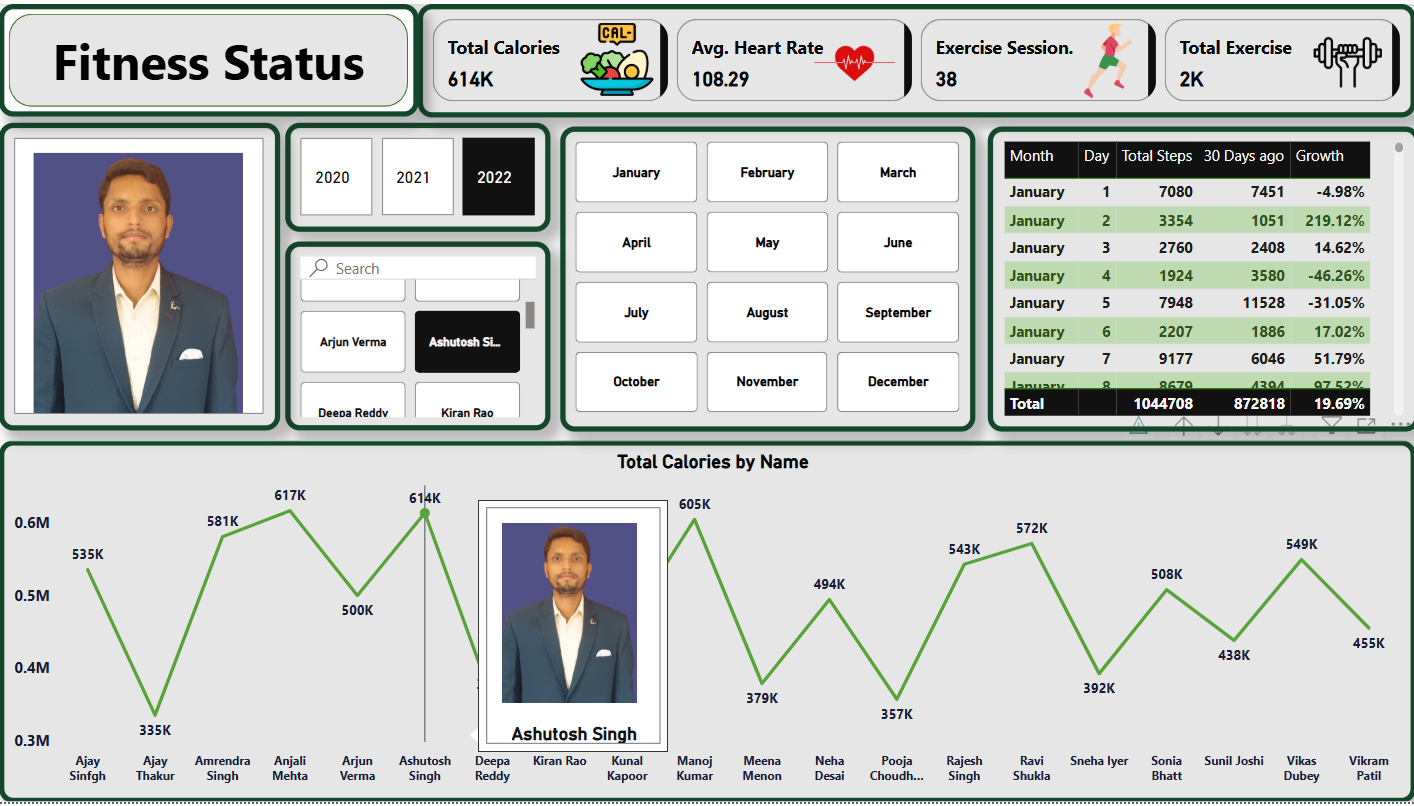 Fitness Status
Total Calories
614K
CAL-
Avg. Heart Rate
108.29
Exercise Session.
38
Total Exercise
2K
2020
2021
2022
Search
Arjun Verma
Ashutosh Si...
Deepa Reddy
Kiran Rao
January February March
April May June
July August September
October November December
Month Day Total Steps 30 Days ago Growth
January 1 7080 7451 -4.98%
January 2 3354 1051 219.12%
January 3 2760 2408 14.62%
January 4 1924 3580 -46.26%
January 5 7948 11528 -31.05%
January 6 2207 1886 17.02%
January 7 9177 6046 51.79%
January 8 8679 4394 97.52%
Total 1044708 872818 19.69%
Total Calories by Name
0.6M
0.5M
0.4M
0.3M
535K
335K
581K
617K
500K
614K
605K
379K
494K
357K
543K
572K
392K
508K
438K
549K
455K
Ashutosh Singh
Ajay
Sinfgh
Ajay
Thakur
Amrendra
Singh
Anjali
Mehta
Arjun
Verma
Ashutosh
Singh
Deepa
Reddy
Kiran Rao
Kunal
Kapoor
Manoj
Kumar
Meena
Menon
Neha
Desai
Pooja
Choudh...
Rajesh
Singh
Ravi
Shukla
Sneha Iyer
Sonia
Bhatt
Sunil Joshi
Vikas
Dubey
Vikram
Patil